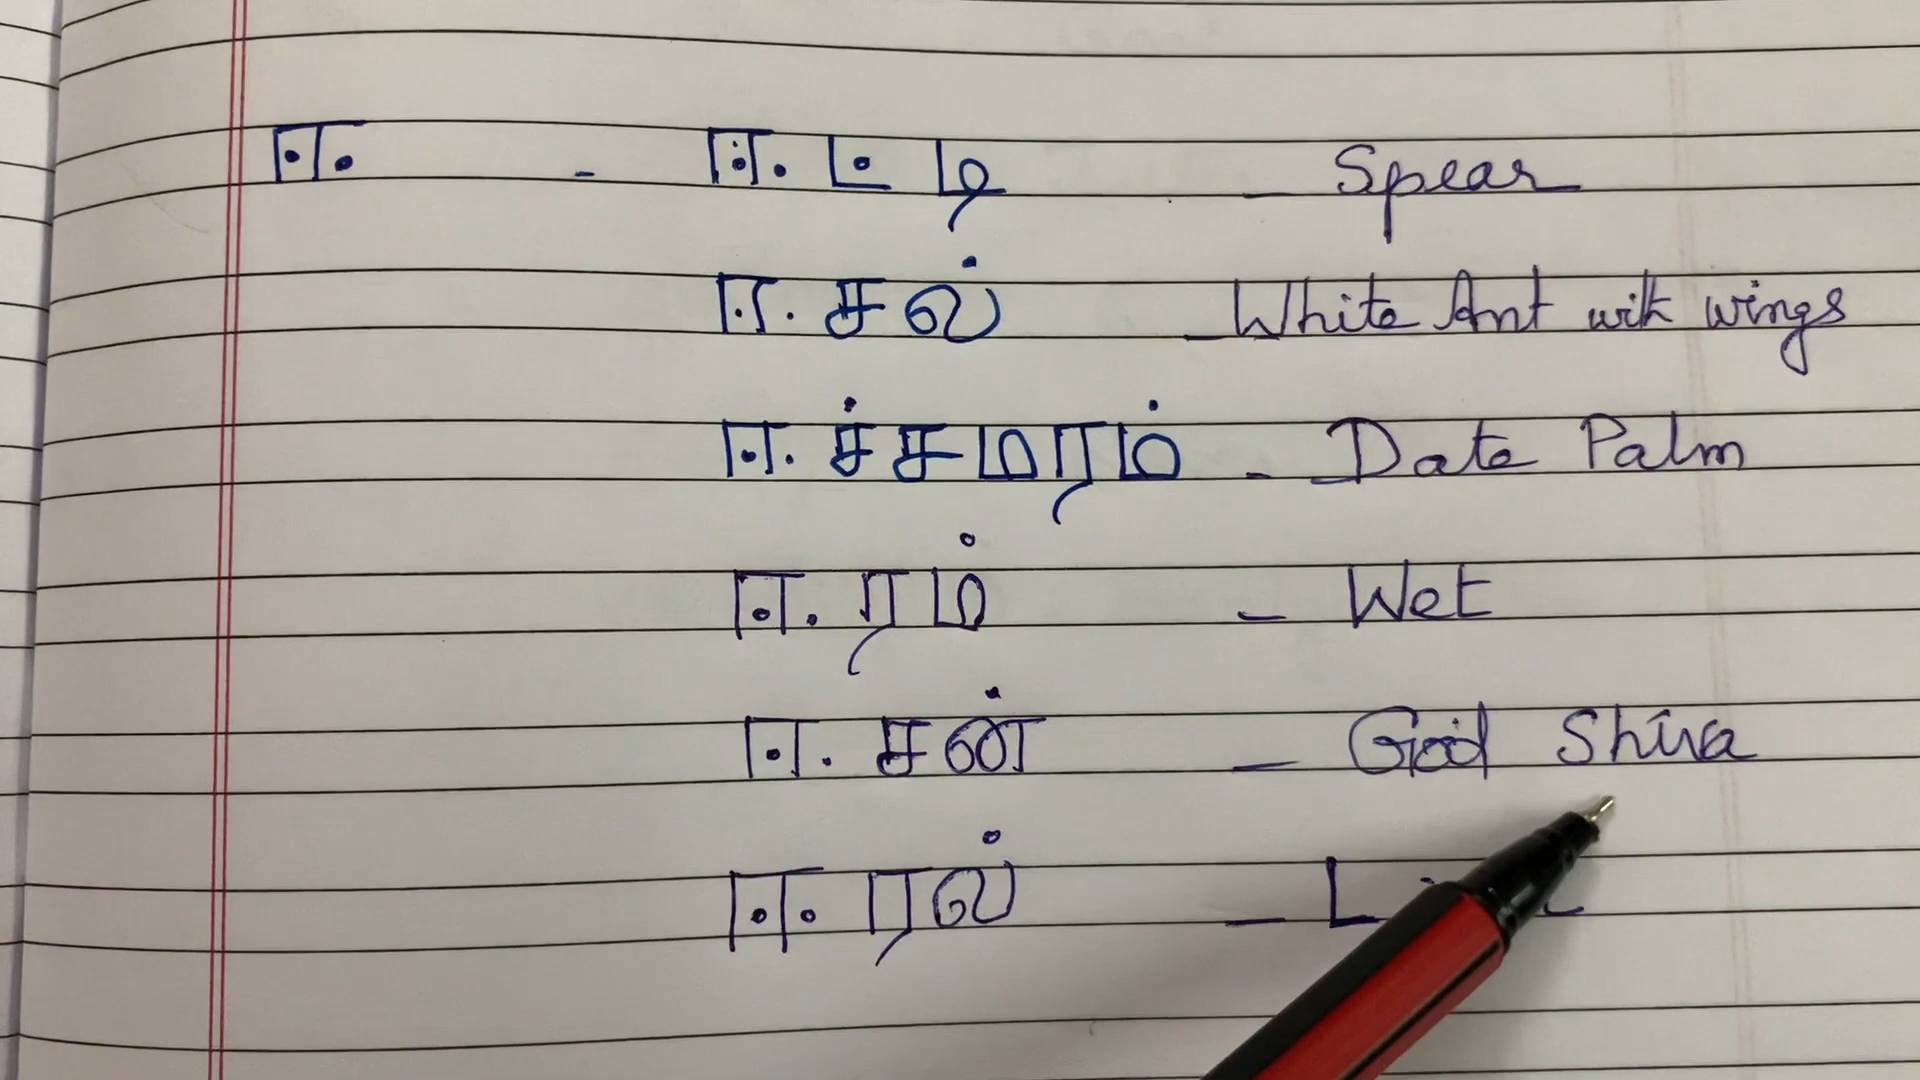 ஈ - ஈட்டி - Spear
ஈசல் - White Ant with wings
ஈச்சமரம் - Date Palm
ஈரம் - Wet
ஈசன் - God Shiva
ஈரல் -